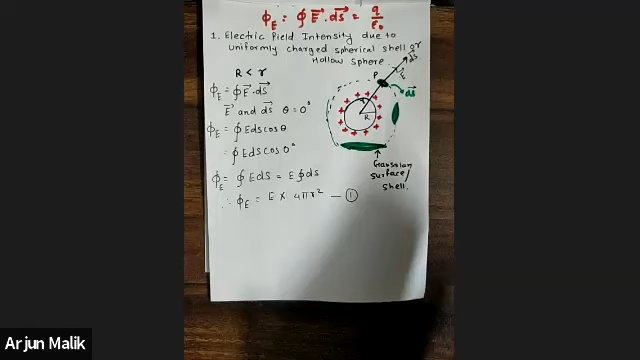 ϕE = ∮ E⃗ . ds⃗ = q/ε0
1. Electric Field Intensity due to
uniformly charged spherical shell or
Hollow sphere
R < r
ϕE = ∮ E⃗ . ds⃗
E⃗ and ds⃗ θ = 0°
ϕE = ∮ E ds cos θ
= ∮ E ds cos 0°
ϕE = ∮ E ds = E ∮ ds
∴ ϕE = E × 4πr² — ①
P
E⃗
ds⃗
r
ds⃗
R
Gaussian
surface/
shell.
Arjun Malik